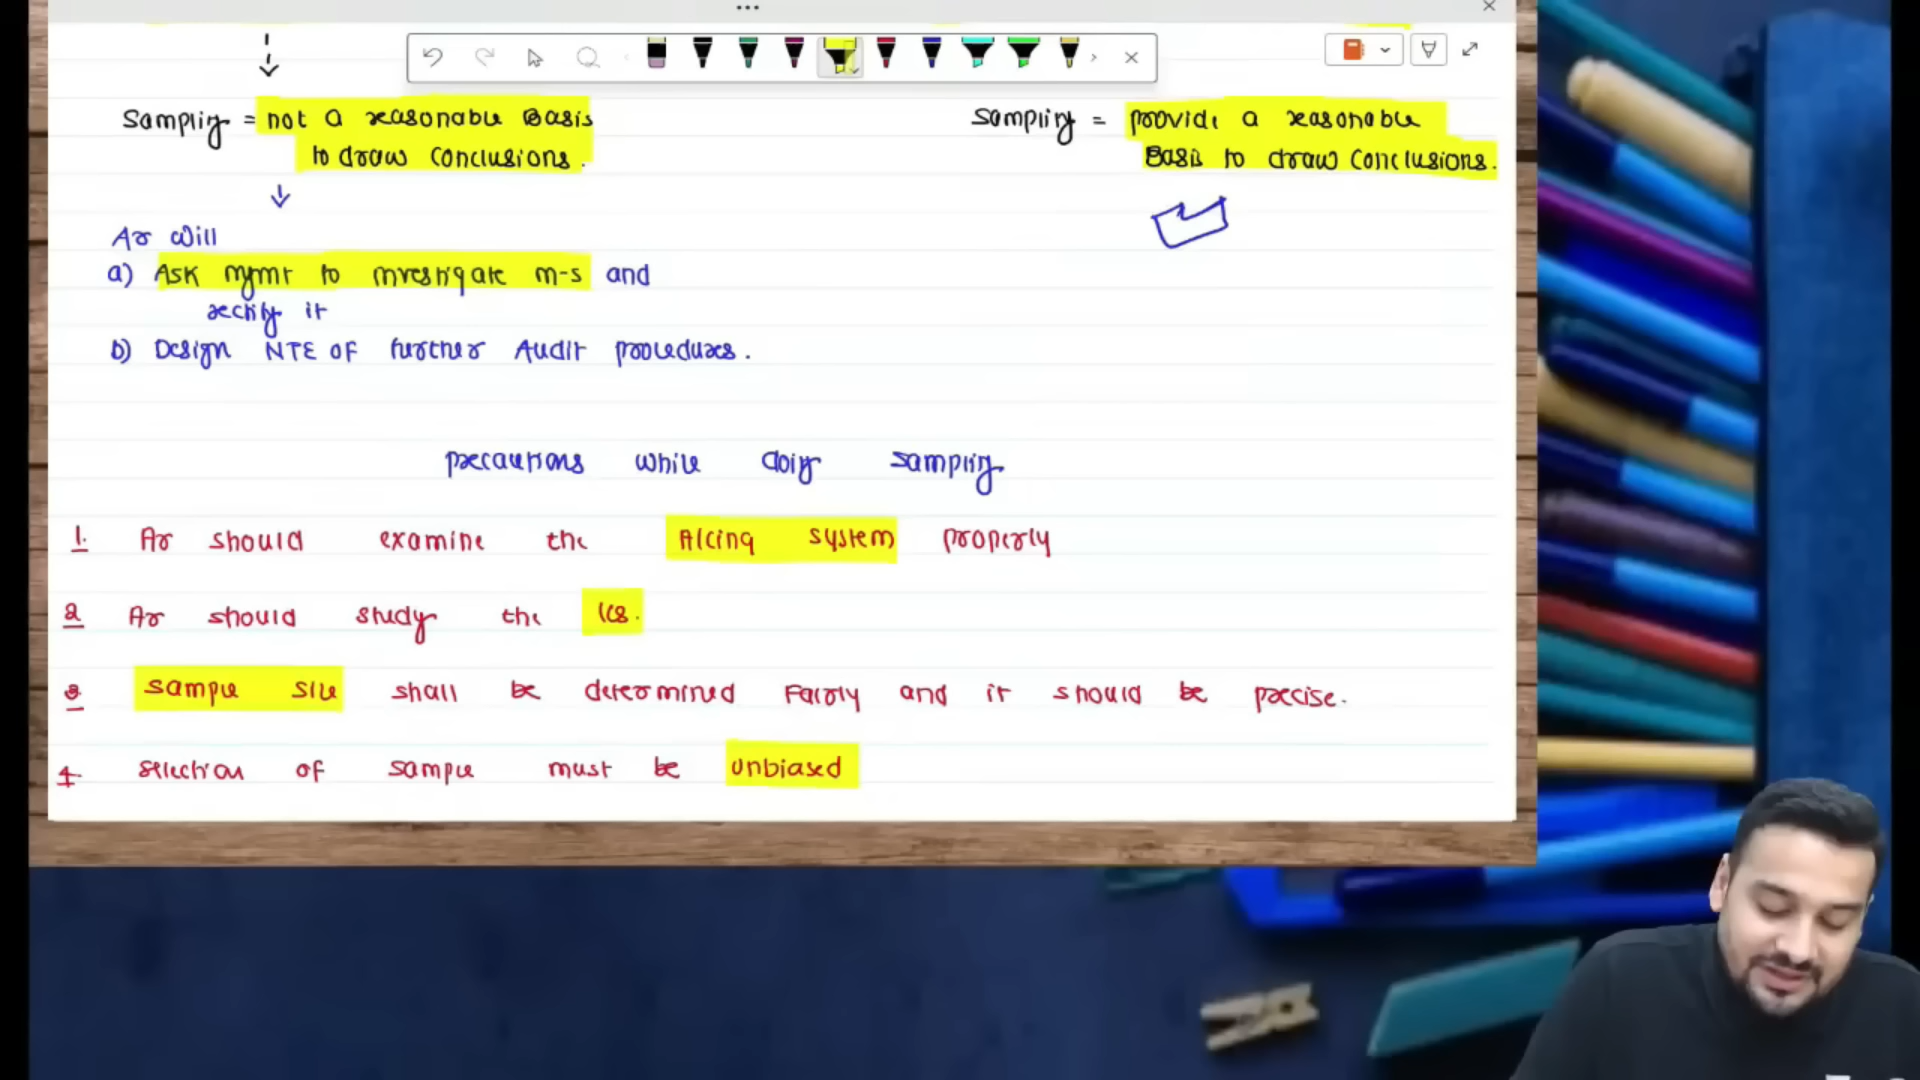 Sampling = not a reasonable Basis
to draw conclusions.
Sampling = provide a reasonable
Basis to draw conclusions.
Ar will
a) Ask mgmt to investigate m-s and
rectify it
b) Design NTE OF further Audit procedures.
precautions while doing sampling
1. Ar should examine the A/cing system properly
2 Ar should study the ICS.
3 sample size shall be determined Fairly and it should be precise.
4 selection of sample must be unbiased